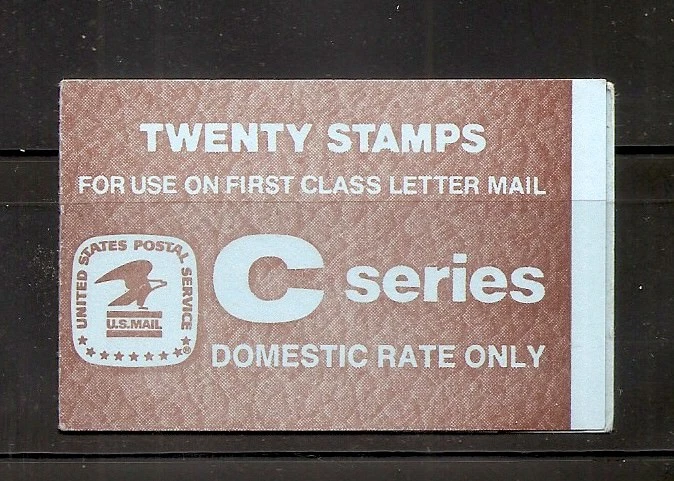 TWENTY STAMPS
FOR USE ON FIRST CLASS LETTER MAIL
UNITED STATES POSTAL SERVICE
U.S.MAIL
®
C series
DOMESTIC RATE ONLY